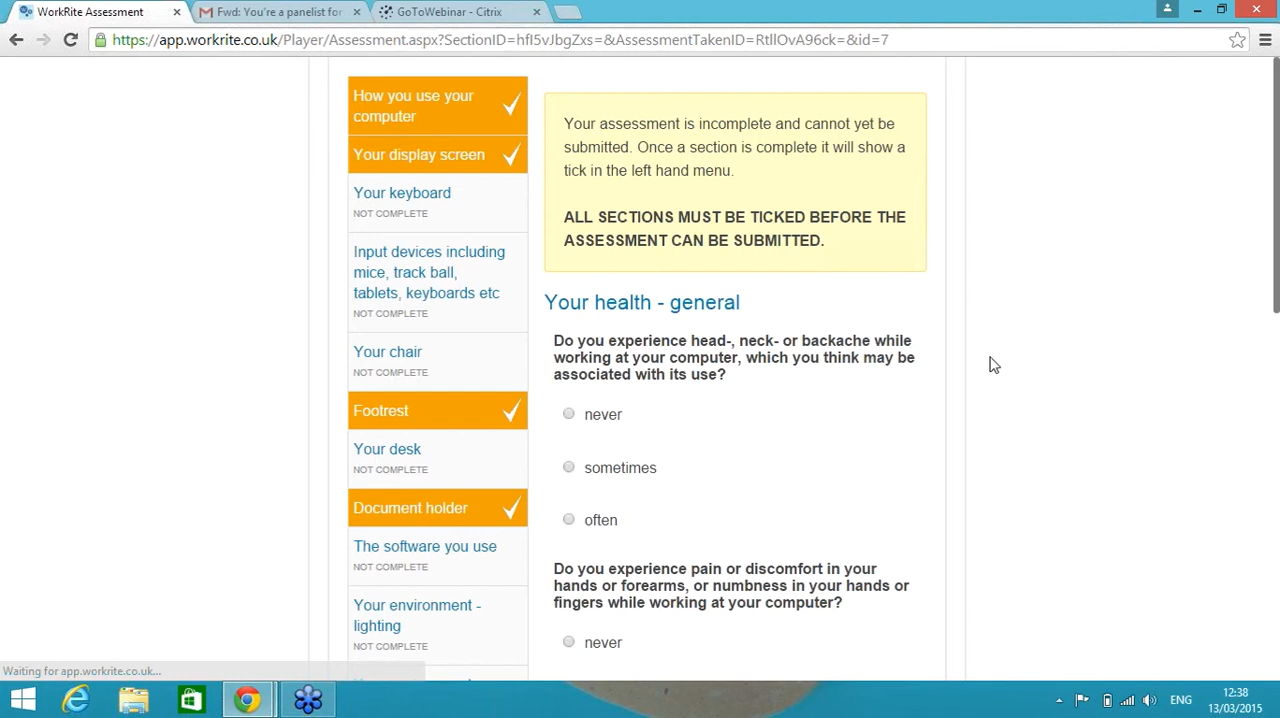 WorkRite Assessment
Fwd: You're a panelist for
GoToWebinar - Citrix
https://app.workrite.co.uk/Player/Assessment.aspx?SectionID=hfI5vJbgZxs=&AssessmentTakenID=RtllOvA96ck=&id=7
How you use your
computer
Your display screen
Your keyboard
NOT COMPLETE
Input devices including
mice, track ball,
tablets, keyboards etc
NOT COMPLETE
Your chair
NOT COMPLETE
Footrest
Your desk
NOT COMPLETE
Document holder
The software you use
NOT COMPLETE
Your environment -
lighting
NOT COMPLETE
Your assessment is incomplete and cannot yet be
submitted. Once a section is complete it will show a
tick in the left hand menu.
ALL SECTIONS MUST BE TICKED BEFORE THE
ASSESSMENT CAN BE SUBMITTED.
Your health - general
Do you experience head-, neck- or backache while
working at your computer, which you think may be
associated with its use?
never
sometimes
often
Do you experience pain or discomfort in your
hands or forearms, or numbness in your hands or
fingers while working at your computer?
never
Waiting for app.workrite.co.uk...
ENG
12:38
13/03/2015